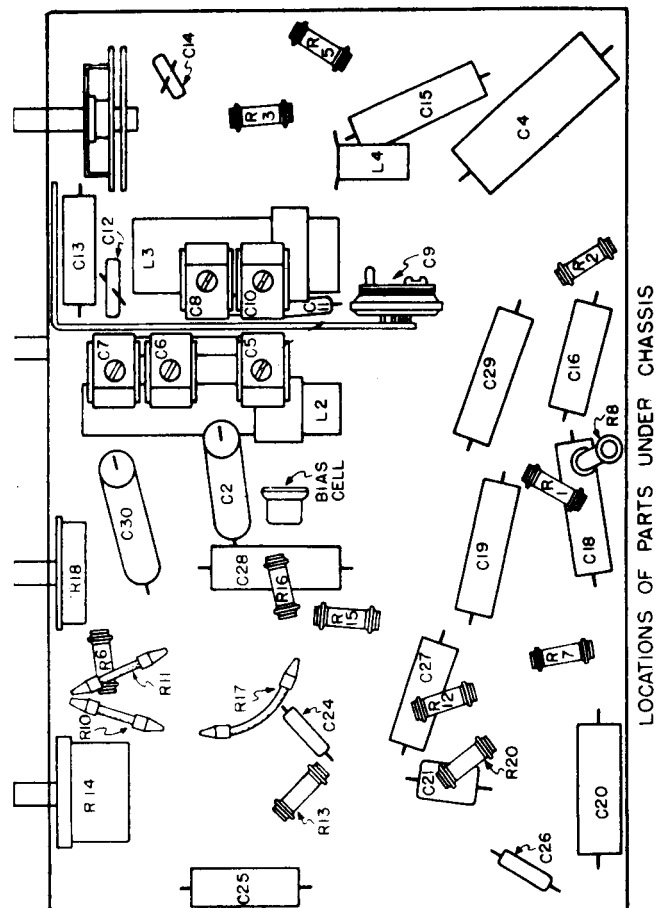 C14
R5
R3
C15
L4
C4
C13
C12
L3
C8
C10
C
C9
R2
C7
C6
C5
L2
C29
C16
R8
C30
C2
BIAS
CELL
R1
C18
C19
R18
C28
R16
R15
R6
R11
R10
R17
C24
C27
R12
R7
R14
R13
C21
R20
C25
C26
C20
LOCATIONS OF PARTS UNDER CHASSIS